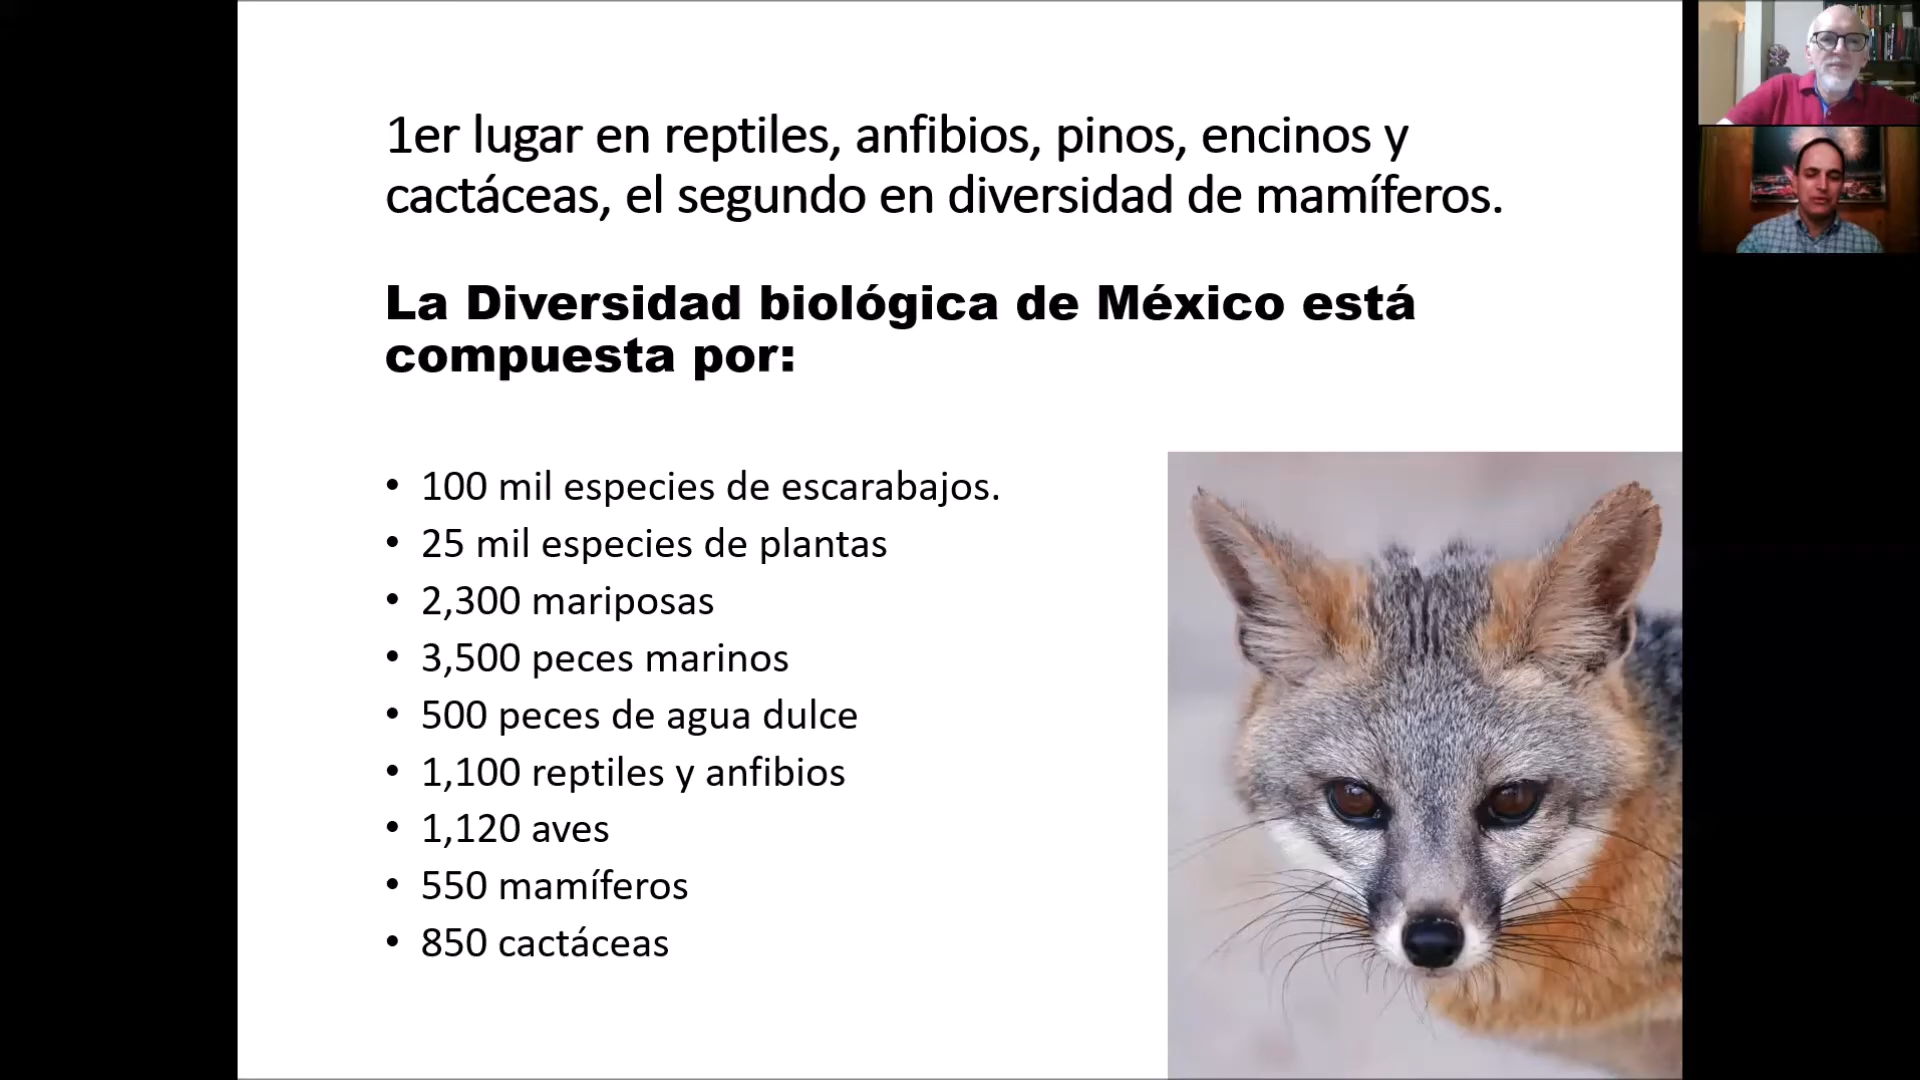 1er lugar en reptiles, anfibios, pinos, encinos y
cactáceas, el segundo en diversidad de mamíferos.
La Diversidad biológica de México está
compuesta por:
• 100 mil especies de escarabajos.
• 25 mil especies de plantas
• 2,300 mariposas
• 3,500 peces marinos
• 500 peces de agua dulce
• 1,100 reptiles y anfibios
• 1,120 aves
• 550 mamíferos
• 850 cactáceas